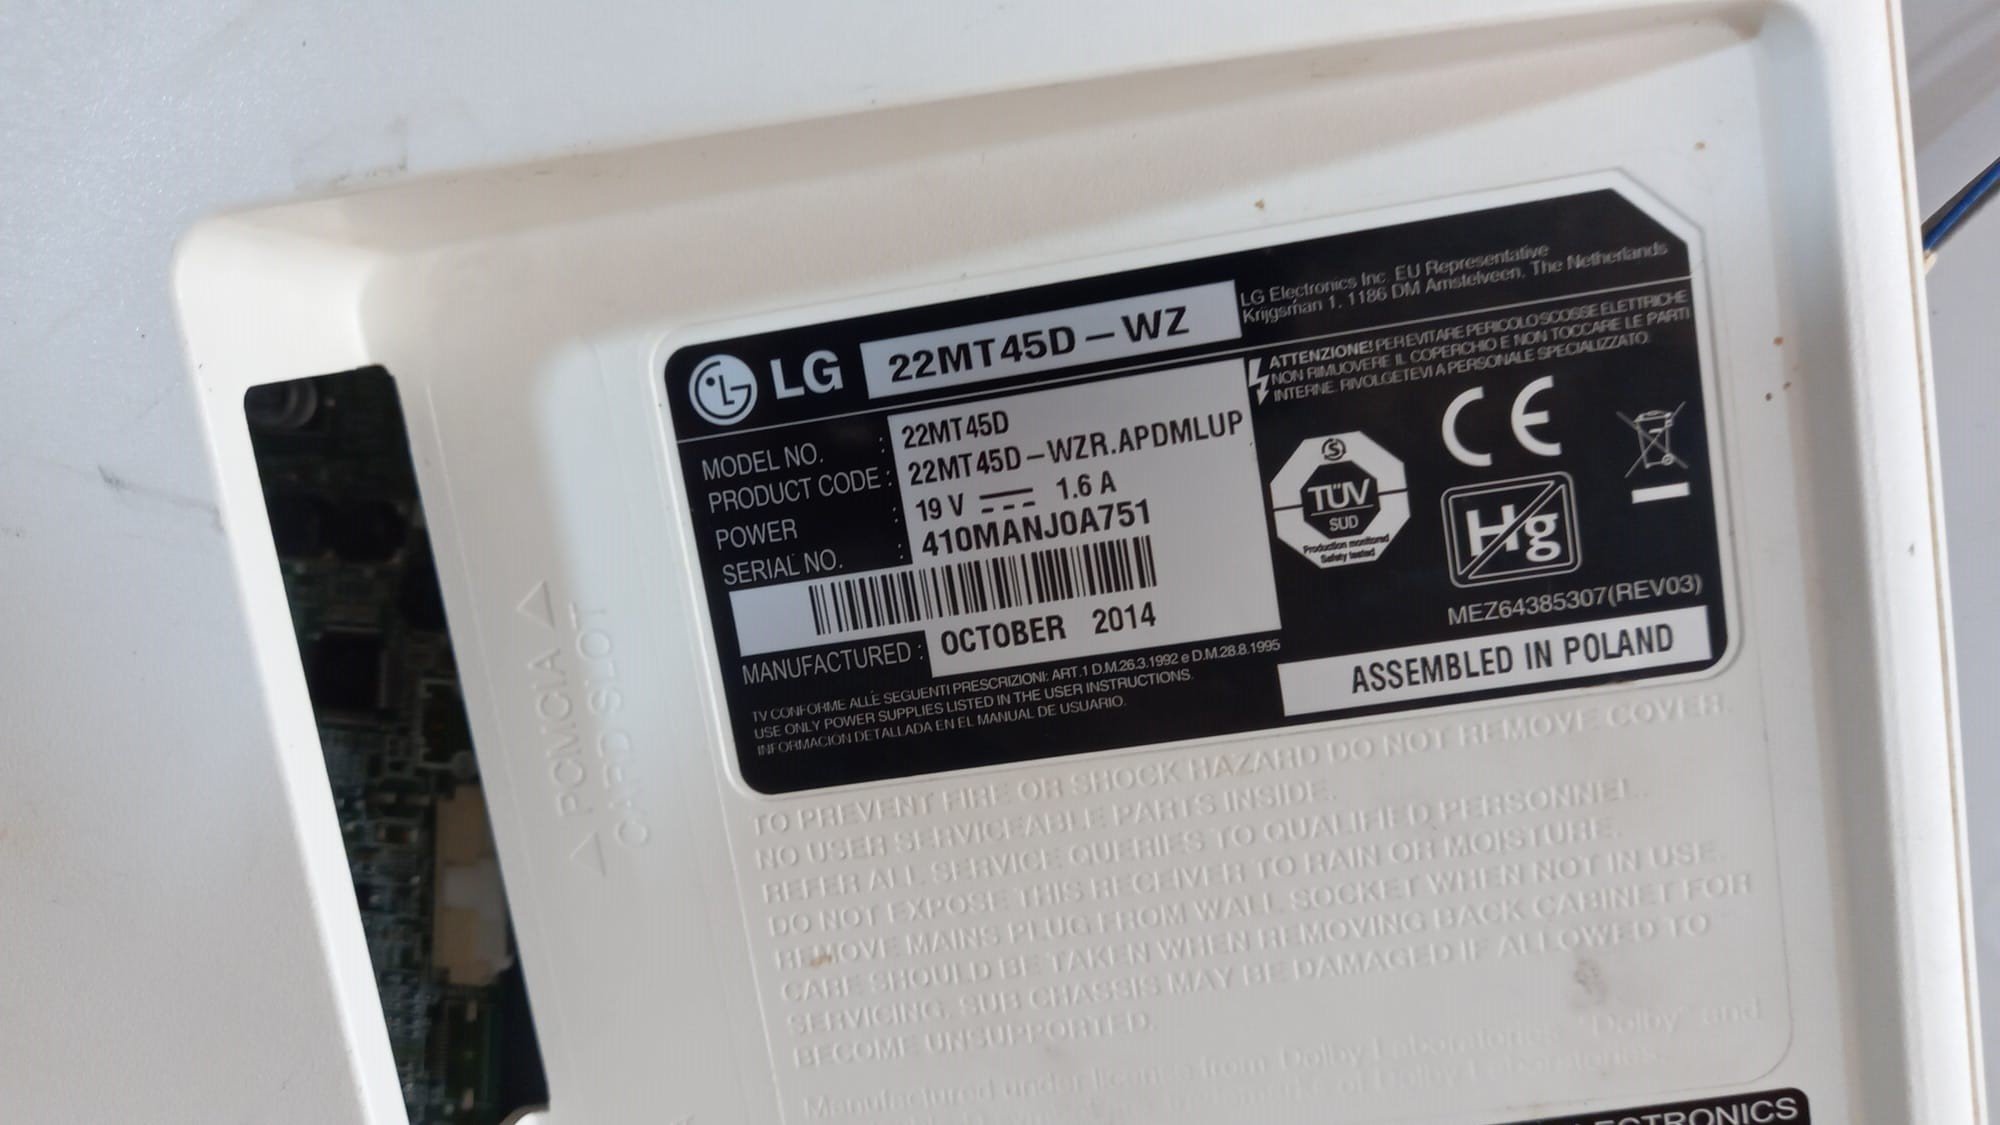 LG 22MT45D-WZ
LG Electronics Inc. EU Representative
Krijgsman 1, 1186 DM Amstelveen, The Netherlands
ATTENZIONE! PER EVITARE PERICOLO SCOSSE ELETTRICHE
NON RIMUOVERE IL COPERCHIO E NON TOCCARE LE PARTI
INTERNE. RIVOLGETEVI A PERSONALE SPECIALIZZATO.
MODEL NO. : 22MT45D
PRODUCT CODE : 22MT45D-WZR.APDMLUP
POWER : 19 V 1.6 A
SERIAL NO. : 410MANJ0A751
MANUFACTURED : OCTOBER 2014
CE
S
TÜV
SUD
Production monitored
Safety tested
Hg
MEZ64385307(REV03)
ASSEMBLED IN POLAND
TV CONFORME ALLE SEGUENTI PRESCRIZIONI: ART.1 D.M.26.3.1992 e D.M.28.8.1995
USE ONLY POWER SUPPLIES LISTED IN THE USER INSTRUCTIONS.
INFORMACION DETALLADA EN EL MANUAL DE USUARIO.
PCMCIA
CARD SLOT
TO PREVENT FIRE OR SHOCK HAZARD DO NOT REMOVE COVER.
NO USER SERVICEABLE PARTS INSIDE.
REFER ALL SERVICE QUERIES TO QUALIFIED PERSONNEL.
DO NOT EXPOSE THIS RECEIVER TO RAIN OR MOISTURE.
REMOVE MAINS PLUG FROM WALL SOCKET WHEN NOT IN USE.
CARE SHOULD BE TAKEN WHEN REMOVING BACK CABINET FOR
SERVICING. SUB CHASSIS MAY BE DAMAGED IF ALLOWED TO
BECOME UNSUPPORTED.
Manufactured under license from Dolby Laboratories. "Dolby" and
of Dolby Laboratories.
ELECTRONICS